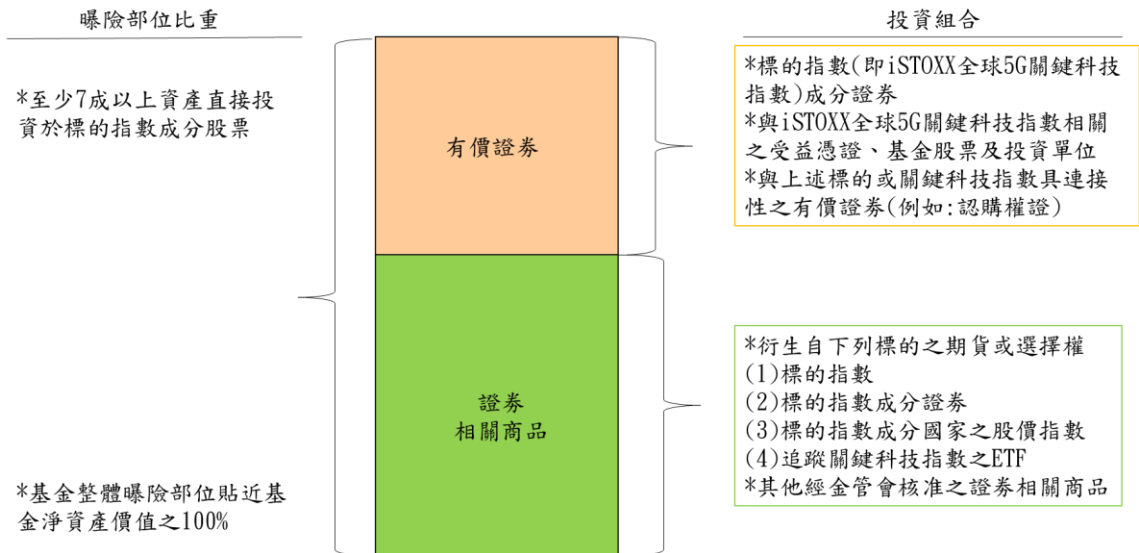 曝險部位比重
*至少7成以上資產直接投
資於標的指數成分股票
*基金整體曝險部位貼近基
金淨資產價值之100%
有價證券
證券
相關商品
投資組合
*標的指數(即iSTOXX全球5G關鍵科技
指數)成分證券
*與iSTOXX全球5G關鍵科技指數相關
之受益憑證、基金股票及投資單位
*與上述標的或關鍵科技指數具連接
性之有價證券(例如:認購權證)
*衍生自下列標的之期貨或選擇權
(1)標的指數
(2)標的指數成分證券
(3)標的指數成分國家之股價指數
(4)追蹤關鍵科技指數之ETF
*其他經金管會核准之證券相關商品